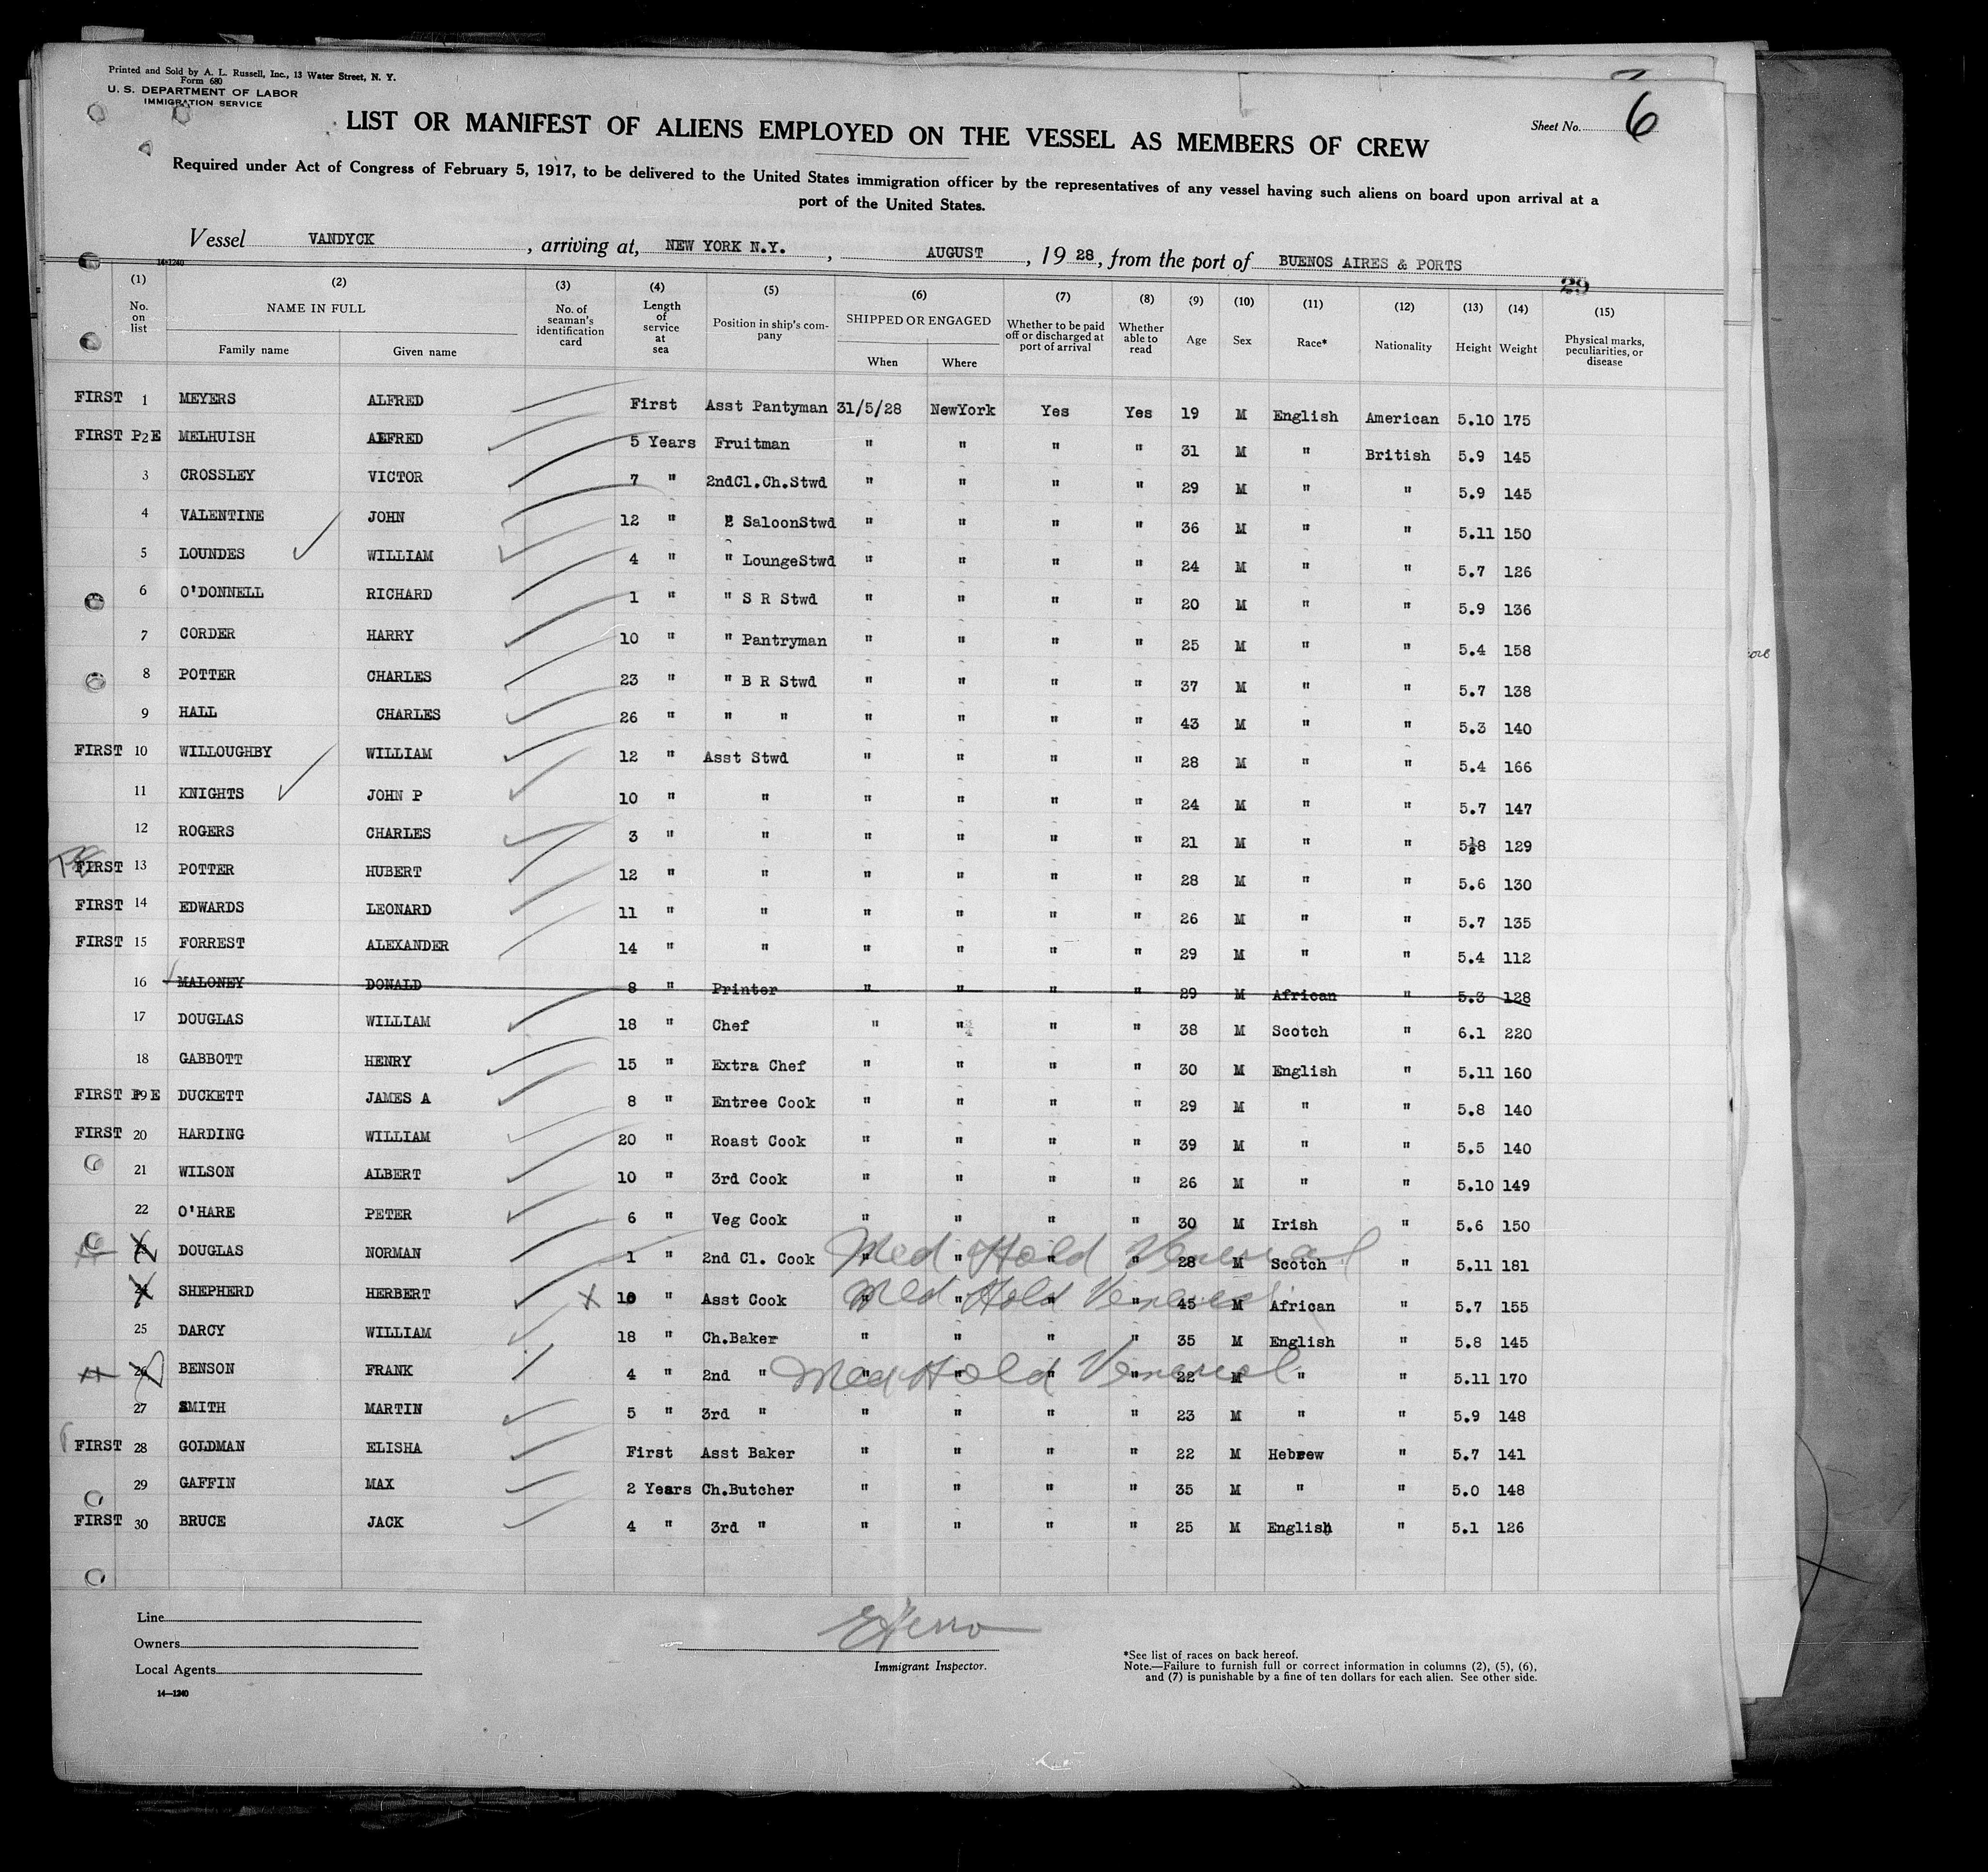 Printed and Sold by A. L. Russell, Inc., 13 Water Street, N. Y.
Form 680
U. S. DEPARTMENT OF LABOR
IMMIGRATION SERVICE
Sheet No. 6
LIST OR MANIFEST OF ALIENS EMPLOYED ON THE VESSEL AS MEMBERS OF CREW
Required under Act of Congress of February 5, 1917, to be delivered to the United States immigration officer by the representatives of any vessel having such aliens on board upon arrival at a
port of the United States.
Vessel VANDYCK, arriving at, NEW YORK N.Y., AUGUST, 19 28, from the port of BUENOS AIRES & PORTS
14-1240
29
(1) (2) (3) (4) (5) (6) (7) (8) (9) (10) (11) (12) (13) (14) (15)
No. on list NAME IN FULL Family name Given name No. of seaman's identification card Length of service at sea Position in ship's company SHIPPED OR ENGAGED When Where Whether to be paid off or discharged at port of arrival Whether able to read Age Sex Race* Nationality Height Weight Physical marks, peculiarities, or disease
FIRST 1 MEYERS ALFRED First Asst Pantyman 31/5/28 NewYork Yes Yes 19 M English American 5.10 175
FIRST P2E MELHUISH ALFRED 5 Years Fruitman " " " " 31 M " British 5.9 145
3 CROSSLEY VICTOR 7 " 2ndCl.Ch.Stwd " " " " 29 M " " 5.9 145
4 VALENTINE JOHN 12 " " SaloonStwd " " " " 36 M " " 5.11 150
5 LOUNDES WILLIAM 4 " " LoungeStwd " " " " 24 M " " 5.7 126
6 O'DONNELL RICHARD 1 " " S R Stwd " " " " 20 M " " 5.9 136
7 CORDER HARRY 10 " " Pantryman " " " " 25 M " " 5.4 158
8 POTTER CHARLES 23 " " B R Stwd " " " " 37 M " " 5.7 138
9 HALL CHARLES 26 " " " " " " " 43 M " " 5.3 140
FIRST 10 WILLOUGHBY WILLIAM 12 " Asst Stwd " " " " 28 M " " 5.4 166
11 KNIGHTS JOHN P 10 " " " " " " 24 M " " 5.7 147
12 ROGERS CHARLES 3 " " " " " " 21 M " " 5½8 129
FIRST 13 POTTER HUBERT 12 " " " " " " 28 M " " 5.6 130
FIRST 14 EDWARDS LEONARD 11 " " " " " " 26 M " " 5.7 135
FIRST 15 FORREST ALEXANDER 14 " " " " " " 29 M " " 5.4 112
16 MALONEY DONALD 8 " Printer " " " " 29 M African " 5.3 128
17 DOUGLAS WILLIAM 18 " Chef " " " " 38 M Scotch " 6.1 220
18 GABBOTT HENRY 15 " Extra Chef " " " " 30 M English " 5.11 160
FIRST P19E DUCKETT JAMES A 8 " Entree Cook " " " " 29 M " " 5.8 140
FIRST 20 HARDING WILLIAM 20 " Roast Cook " " " " 39 M " " 5.5 140
21 WILSON ALBERT 10 " 3rd Cook " " " " 26 M " " 5.10 149
22 O'HARE PETER 6 " Veg Cook " " " " 30 M Irish " 5.6 150
23 DOUGLAS NORMAN 1 " 2nd Cl. Cook " " " " 28 M Scotch " 5.11 181
Med Hold Venereal
24 SHEPHERD HERBERT X 10 " Asst Cook " " " " 45 M African " 5.7 155
Med Hold Venereal
25 DARCY WILLIAM 18 " Ch.Baker " " " " 35 M English " 5.8 145
26 BENSON FRANK 4 " 2nd " " " " " 22 M " " 5.11 170
Med Hold Venereal
27 SMITH MARTIN 5 " 3rd " " " " " 23 M " " 5.9 148
FIRST 28 GOLDMAN ELISHA First Asst Baker " " " " 22 M Hebrew " 5.7 141
29 GAFFIN MAX 2 Years Ch.Butcher " " " " 35 M " " 5.0 148
FIRST 30 BRUCE JACK 4 " 3rd " " " " " 25 M English " 5.1 126
Line
Owners
Local Agents
14—1240
Immigrant Inspector.
*See list of races on back hereof.
Note.—Failure to furnish full or correct information in columns (2), (5), (6),
and (7) is punishable by a fine of ten dollars for each alien. See other side.